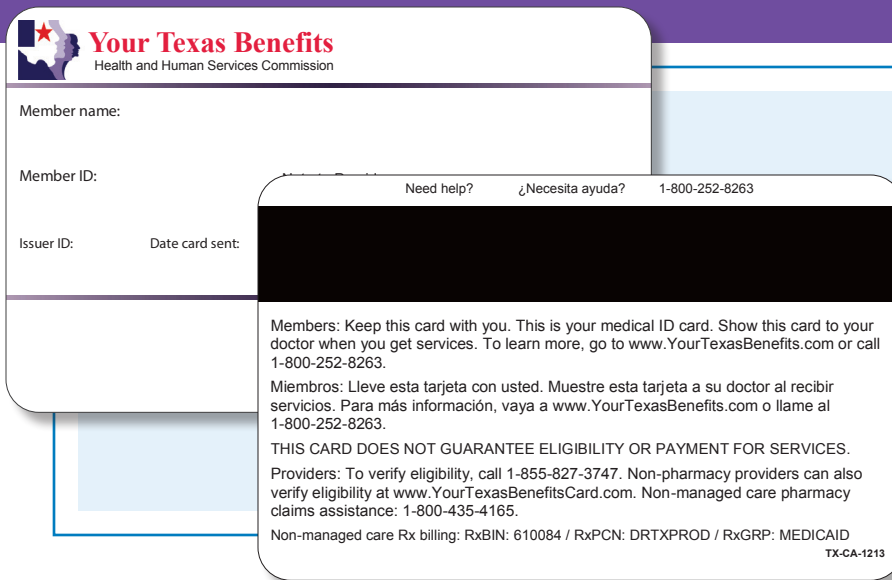 Your Texas Benefits
Health and Human Services Commission
Member name:
Member ID:
Issuer ID: Date card sent:
Need help? ¿Necesita ayuda? 1-800-252-8263
Members: Keep this card with you. This is your medical ID card. Show this card to your
doctor when you get services. To learn more, go to www.YourTexasBenefits.com or call
1-800-252-8263.
Miembros: Lleve esta tarjeta con usted. Muestre esta tarjeta a su doctor al recibir
servicios. Para más información, vaya a www.YourTexasBenefits.com o llame al
1-800-252-8263.
THIS CARD DOES NOT GUARANTEE ELIGIBILITY OR PAYMENT FOR SERVICES.
Providers: To verify eligibility, call 1-855-827-3747. Non-pharmacy providers can also
verify eligibility at www.YourTexasBenefitsCard.com. Non-managed care pharmacy
claims assistance: 1-800-435-4165.
Non-managed care Rx billing: RxBIN: 610084 / RxPCN: DRTXPROD / RxGRP: MEDICAID
TX-CA-1213